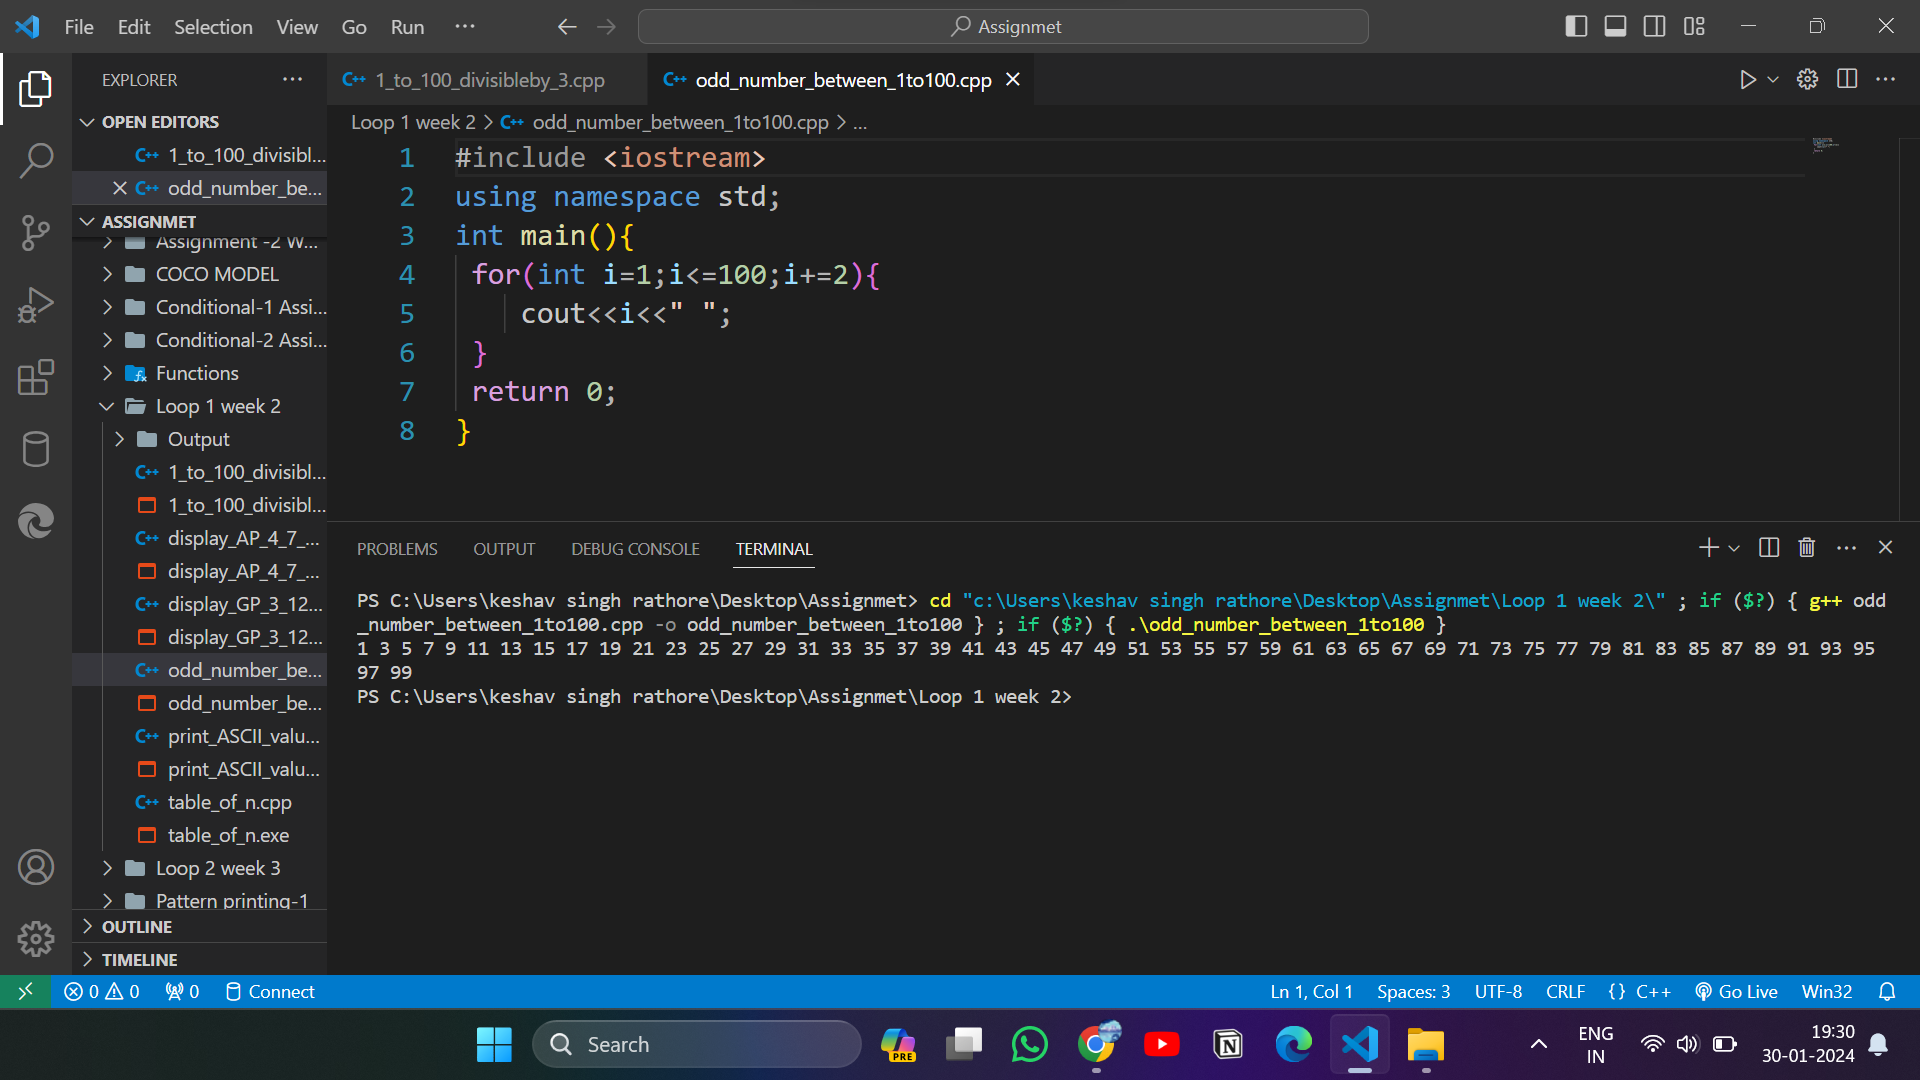 File Edit Selection View Go Run ··· Assignmet
EXPLORER ···
OPEN EDITORS
C++ 1_to_100_divisibl...
C++ odd_number_be...
ASSIGNMET
Assignment -2 W...
COCO MODEL
Conditional-1 Assi...
Conditional-2 Assi...
Functions
Loop 1 week 2
Output
C++ 1_to_100_divisibl...
1_to_100_divisibl...
C++ display_AP_4_7_...
display_AP_4_7_...
C++ display_GP_3_12...
display_GP_3_12...
C++ odd_number_be...
odd_number_be...
C++ print_ASCII_valu...
print_ASCII_valu...
C++ table_of_n.cpp
table_of_n.exe
Loop 2 week 3
Pattern printing-1
OUTLINE
TIMELINE
C++ 1_to_100_divisibleby_3.cpp C++ odd_number_between_1to100.cpp
Loop 1 week 2 > C++ odd_number_between_1to100.cpp > ...
1 #include <iostream>
2 using namespace std;
3 int main(){
4 for(int i=1;i<=100;i+=2){
5 cout<<i<<" ";
6 }
7 return 0;
8 }
PROBLEMS OUTPUT DEBUG CONSOLE TERMINAL
PS C:\Users\keshav singh rathore\Desktop\Assignmet> cd "c:\Users\keshav singh rathore\Desktop\Assignmet\Loop 1 week 2\" ; if ($?) { g++ odd
_number_between_1to100.cpp -o odd_number_between_1to100 } ; if ($?) { .\odd_number_between_1to100 }
1 3 5 7 9 11 13 15 17 19 21 23 25 27 29 31 33 35 37 39 41 43 45 47 49 51 53 55 57 59 61 63 65 67 69 71 73 75 77 79 81 83 85 87 89 91 93 95
97 99
PS C:\Users\keshav singh rathore\Desktop\Assignmet\Loop 1 week 2>
0 0 0 Connect Ln 1, Col 1 Spaces: 3 UTF-8 CRLF {} C++ Go Live Win32
Search PRE ENG 19:30
IN 30-01-2024